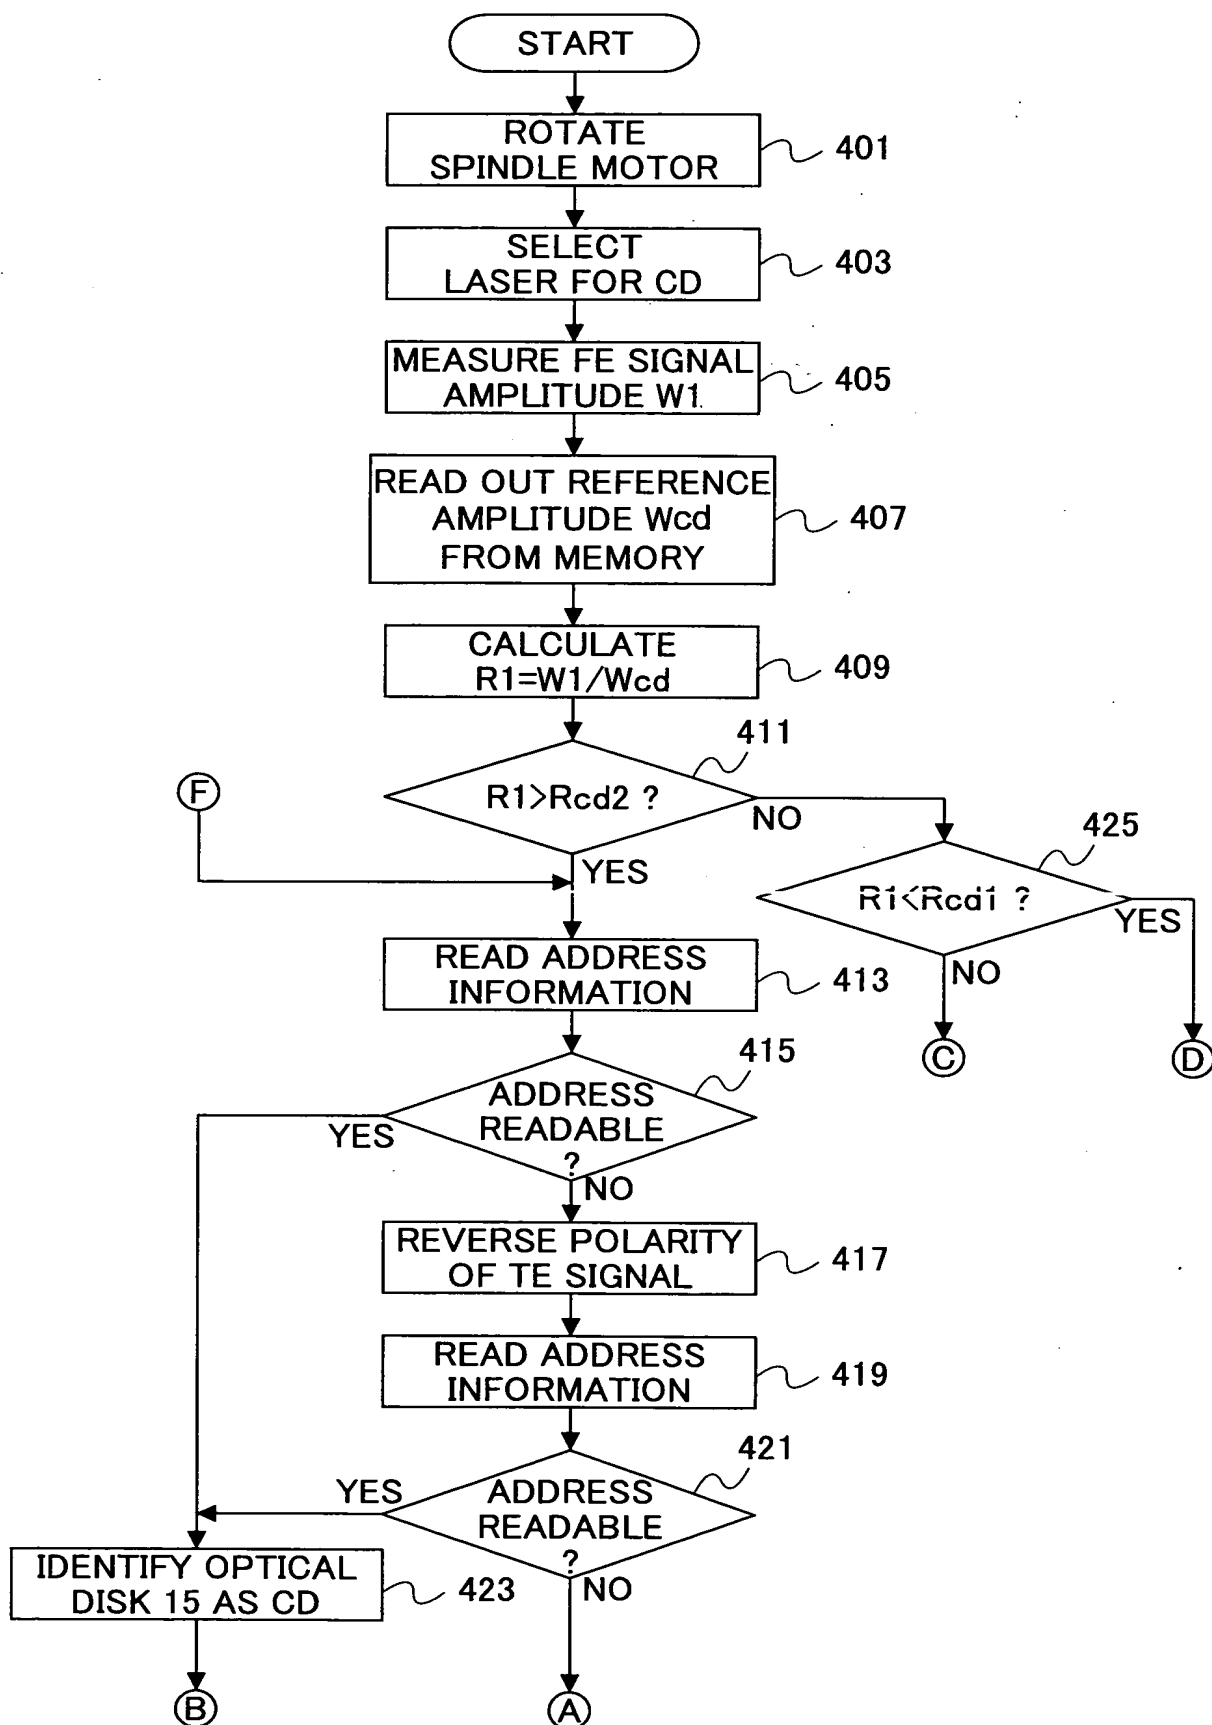 START
ROTATE
SPINDLE MOTOR
401
SELECT
LASER FOR CD
403
MEASURE FE SIGNAL
AMPLITUDE W1
405
READ OUT REFERENCE
AMPLITUDE Wcd
FROM MEMORY
407
CALCULATE
R1=W1/Wcd
409
411
F
R1>Rcd2 ?
NO
YES
425
R1<Rcd1 ?
YES
NO
READ ADDRESS
INFORMATION
413
C
D
415
ADDRESS
READABLE
?
YES
NO
REVERSE POLARITY
OF TE SIGNAL
417
READ ADDRESS
INFORMATION
419
421
YES
ADDRESS
READABLE
?
NO
IDENTIFY OPTICAL
DISK 15 AS CD
423
B
A